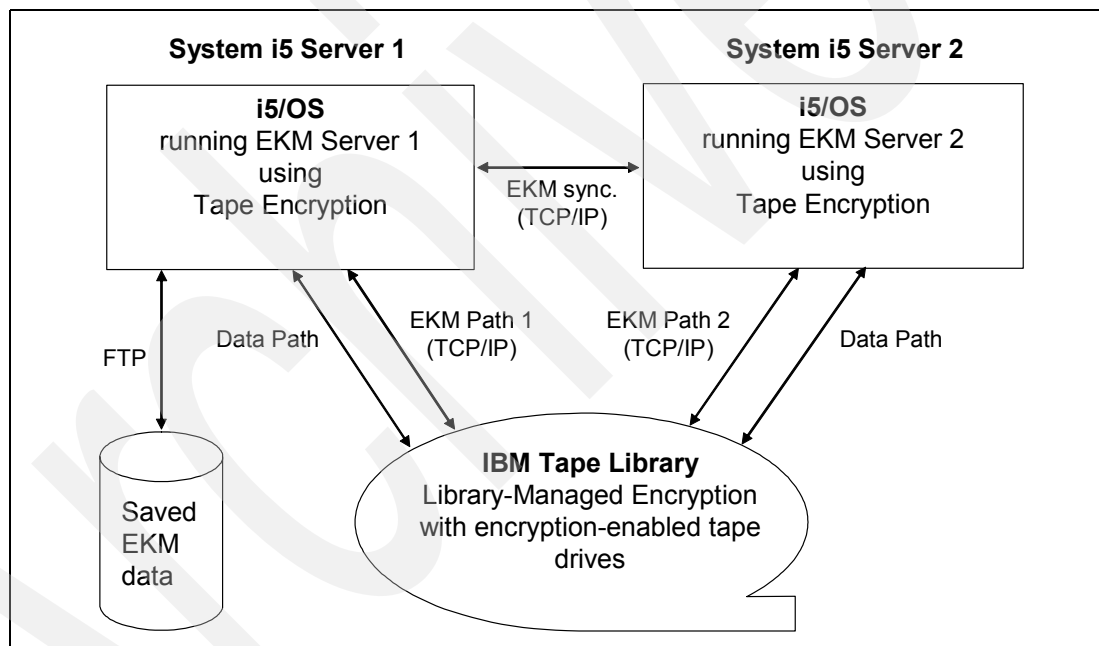 System i5 Server 1
System i5 Server 2
i5/OS
running EKM Server 1
using
Tape Encryption
i5/OS
running EKM Server 2
using
Tape Encryption
EKM sync.
(TCP/IP)
FTP
Data Path
EKM Path 1
(TCP/IP)
EKM Path 2
(TCP/IP)
Data Path
Saved
EKM
data
IBM Tape Library
Library-Managed Encryption
with encryption-enabled tape
drives